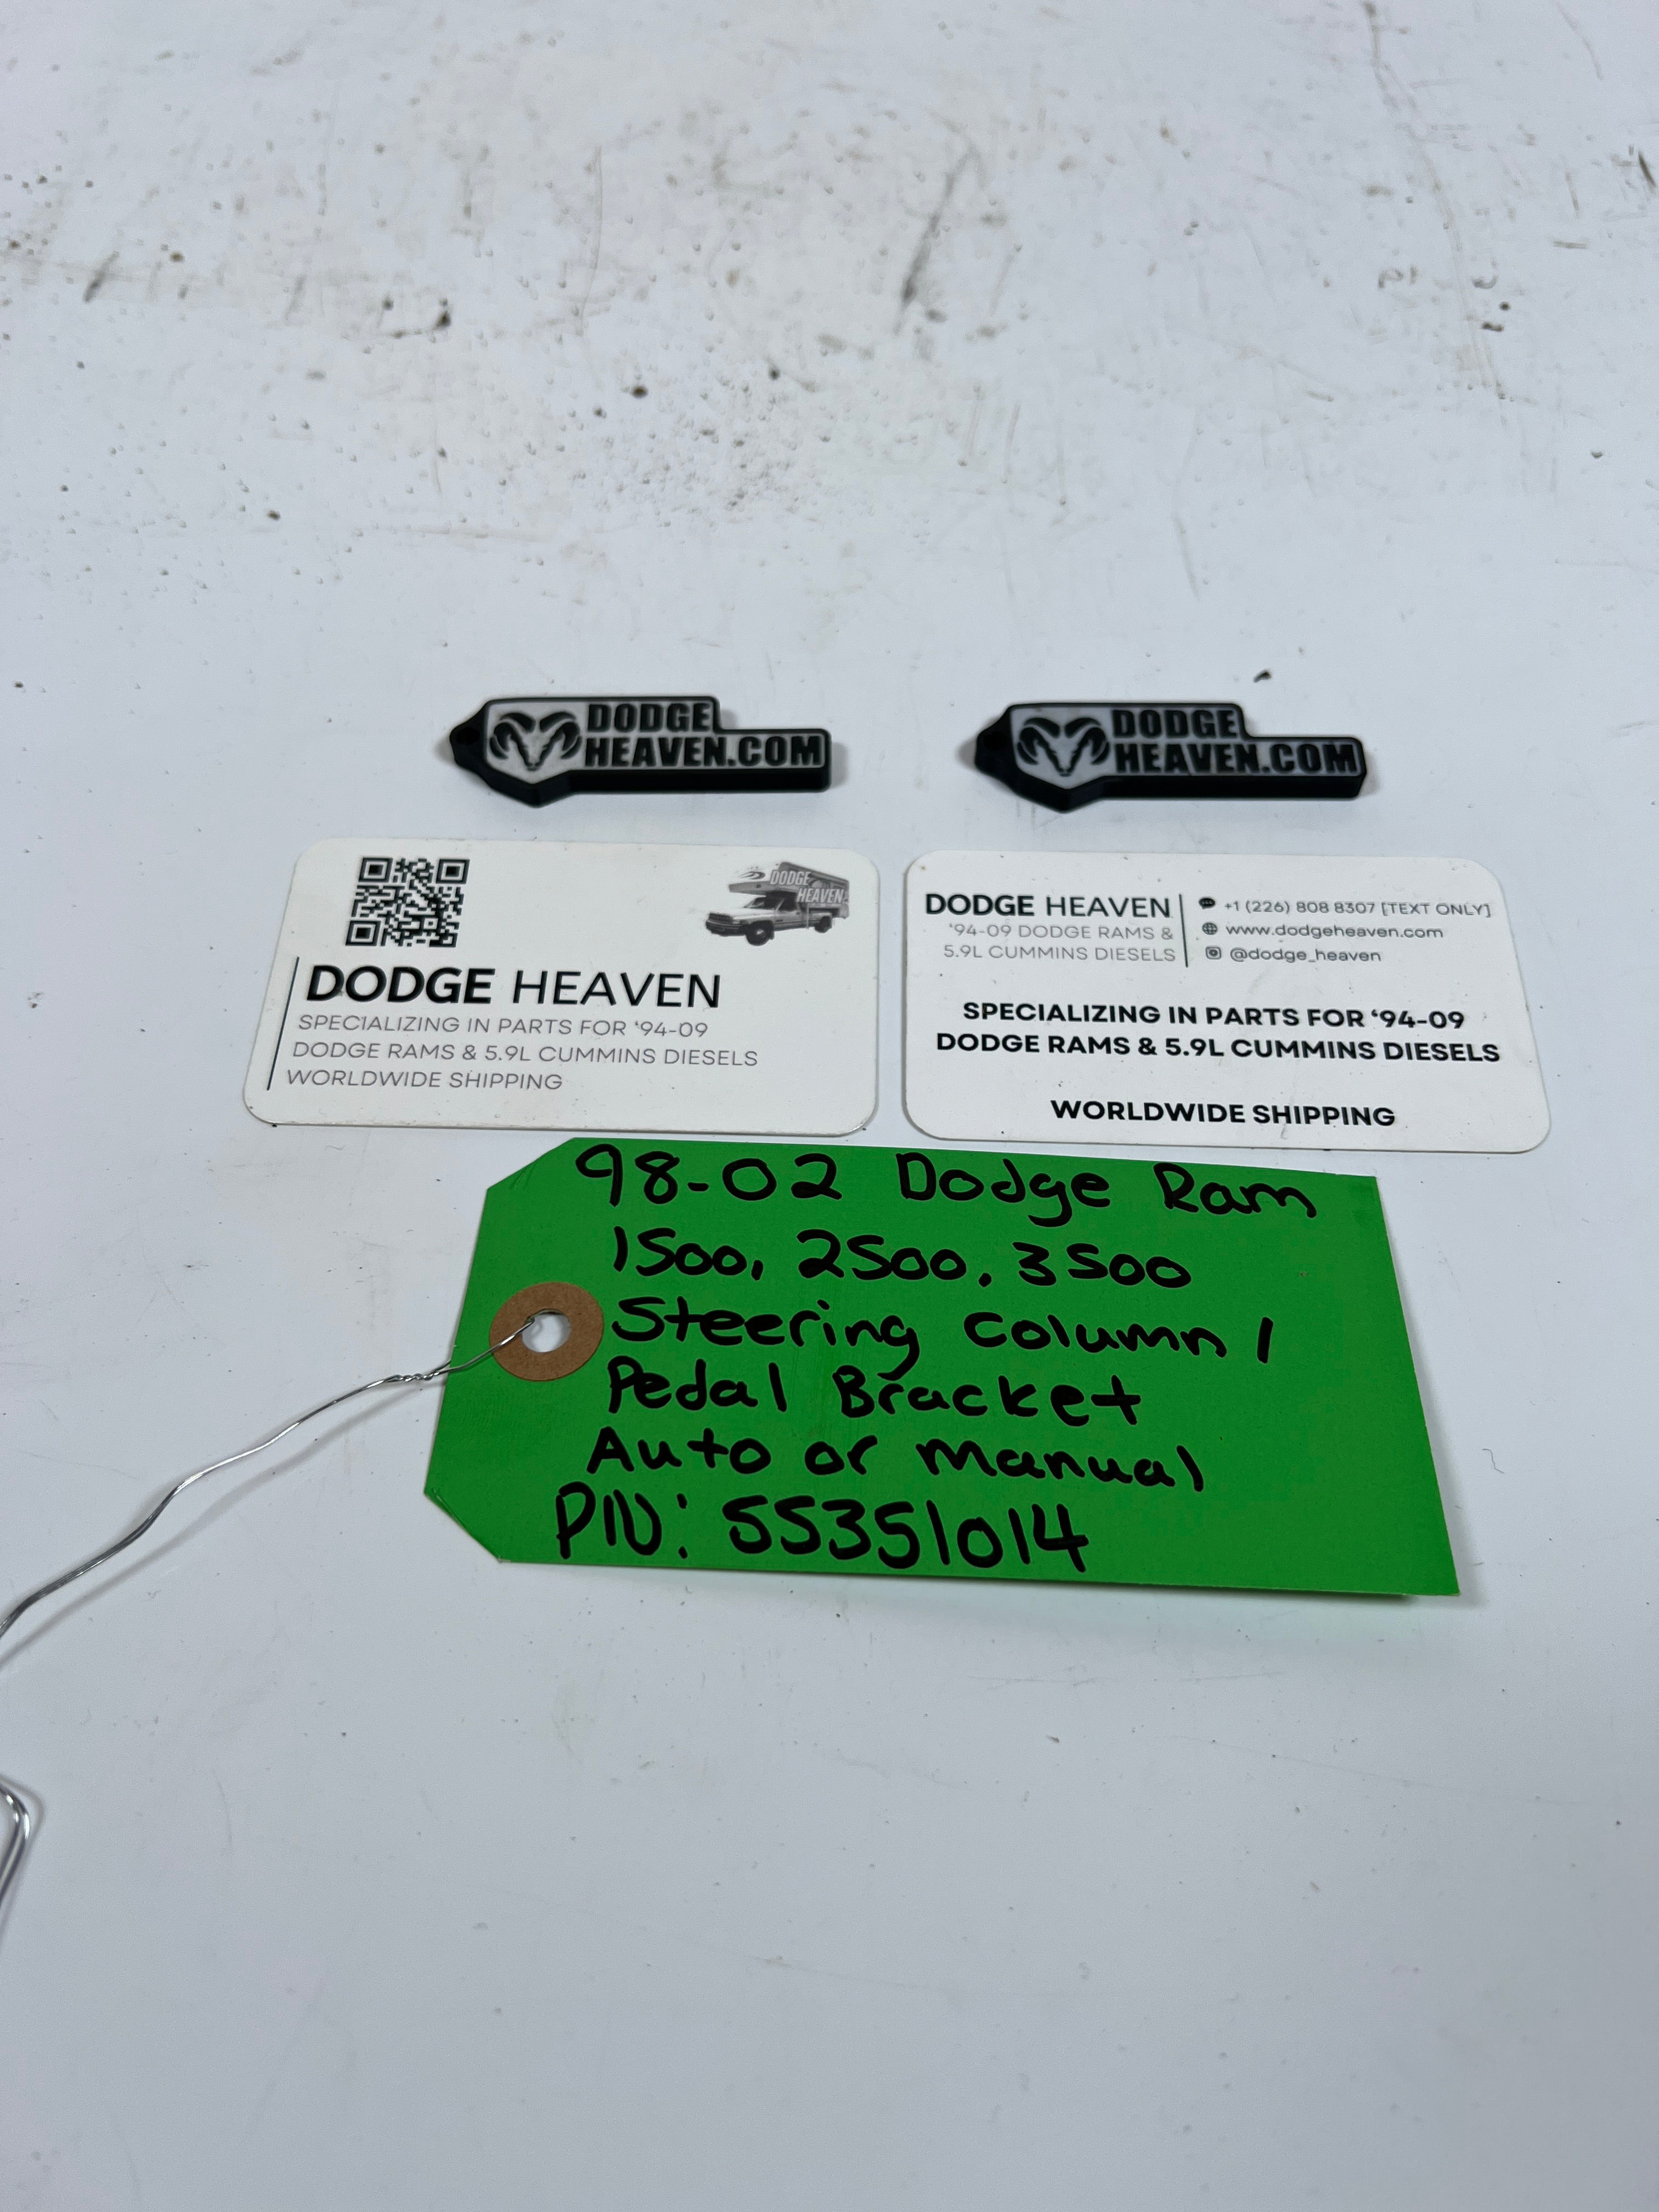 DODGE
HEAVEN.COM
DODGE
HEAVEN.COM
DODGE
HEAVEN
DODGE HEAVEN
SPECIALIZING IN PARTS FOR '94-09
DODGE RAMS & 5.9L CUMMINS DIESELS
WORLDWIDE SHIPPING
DODGE HEAVEN
'94-09 DODGE RAMS &
5.9L CUMMINS DIESELS
+1 (226) 808 8307 [TEXT ONLY]
www.dodgeheaven.com
@dodge_heaven
SPECIALIZING IN PARTS FOR '94-09
DODGE RAMS & 5.9L CUMMINS DIESELS
WORLDWIDE SHIPPING
98-02 Dodge Ram
1500, 2500, 3500
Steering Column /
Pedal Bracket
Auto or Manual
P/N: 55351014